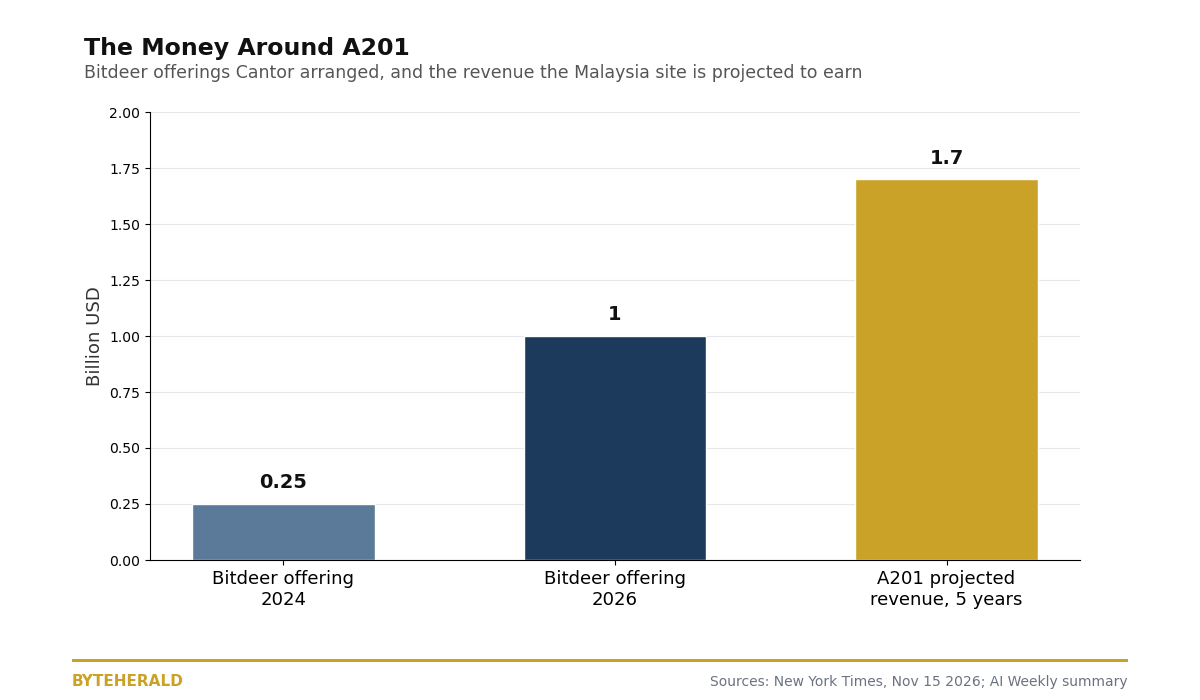 The Money Around A201
Bitdeer offerings Cantor arranged, and the revenue the Malaysia site is projected to earn
Billion USD
2.00
1.75
1.50
1.25
1.00
0.75
0.50
0.25
0.00
0.25
1
1.7
Bitdeer offering
2024
Bitdeer offering
2026
A201 projected
revenue, 5 years
BYTEHERALD
Sources: New York Times, Nov 15 2026; AI Weekly summary